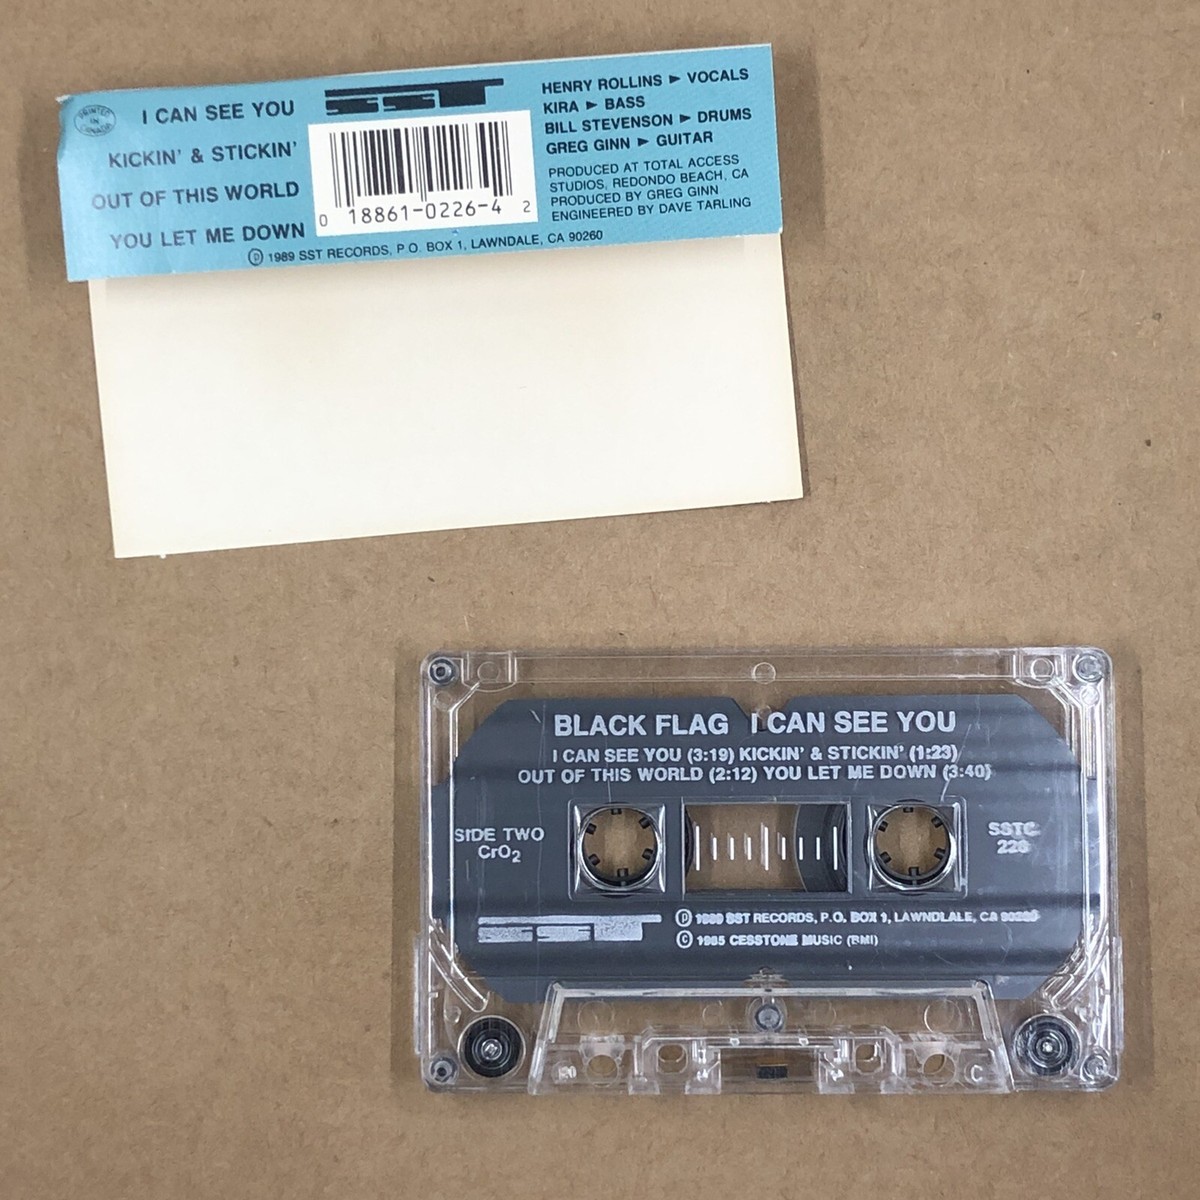 PRINTED
IN
CANADA
I CAN SEE YOU
KICKIN' & STICKIN'
OUT OF THIS WORLD
YOU LET ME DOWN
SST
0 18861-0226-4 2
HENRY ROLLINS ► VOCALS
KIRA ► BASS
BILL STEVENSON ► DRUMS
GREG GINN ► GUITAR
PRODUCED AT TOTAL ACCESS
STUDIOS, REDONDO BEACH, CA
PRODUCED BY GREG GINN
ENGINEERED BY DAVE TARLING
Ⓟ 1989 SST RECORDS, P.O. BOX 1, LAWNDALE, CA 90260
BLACK FLAG I CAN SEE YOU
I CAN SEE YOU (3:19) KICKIN' & STICKIN' (1:23)
OUT OF THIS WORLD (2:12) YOU LET ME DOWN (3:40)
SIDE TWO
CrO2
SSTC
226
SST
Ⓟ 1989 SST RECORDS, P.O. BOX 1, LAWNDLALE, CA 90260
© 1985 CESSTONE MUSIC (BMI)
120
C